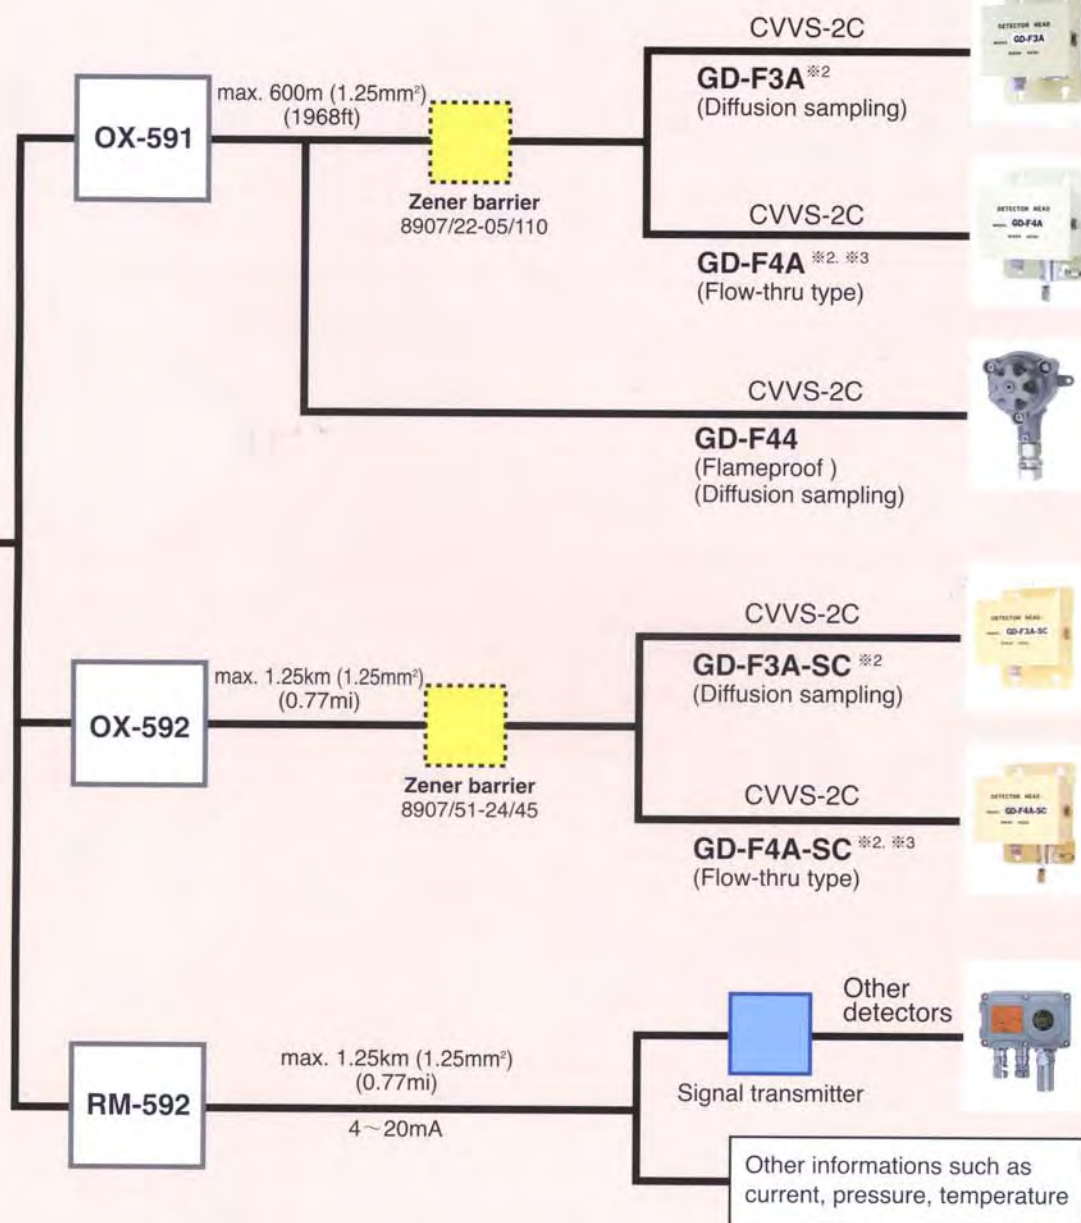 CVVS-2C
DETECTOR HEAD
GD-F3A
OX-591
max. 600m (1.25mm²)
(1968ft)
GD-F3A ※2
(Diffusion sampling)
Zener barrier
8907/22-05/110
CVVS-2C
DETECTOR HEAD
GD-F4A
GD-F4A ※2. ※3
(Flow-thru type)
CVVS-2C
GD-F44
(Flameproof )
(Diffusion sampling)
CVVS-2C
DETECTOR HEAD
GD-F3A-SC
OX-592
max. 1.25km (1.25mm²)
(0.77mi)
GD-F3A-SC ※2
(Diffusion sampling)
Zener barrier
8907/51-24/45
CVVS-2C
DETECTOR HEAD
GD-F4A-SC
GD-F4A-SC ※2. ※3
(Flow-thru type)
Other
detectors
RM-592
max. 1.25km (1.25mm²)
(0.77mi)
4～20mA
Signal transmitter
Other informations such as
current, pressure, temperature